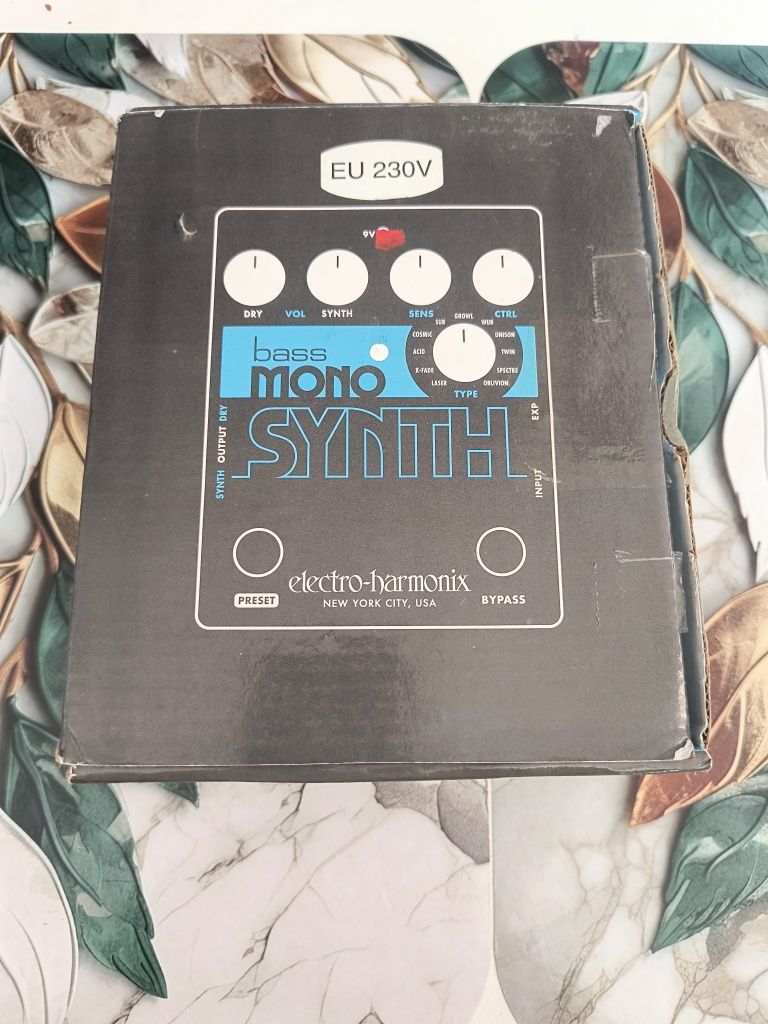 EU 230V
9V
DRY VOL SYNTH SENS CTRL
GROWL
SUB WUB
COSMIC UNISON
ACID TWIN
X-FADE SPECTRE
LASER OBLIVION
TYPE
bass
MONO
SYNTH
SYNTH OUTPUT DRY
INPUT EXP
PRESET
electro-harmonix
NEW YORK CITY, USA
BYPASS